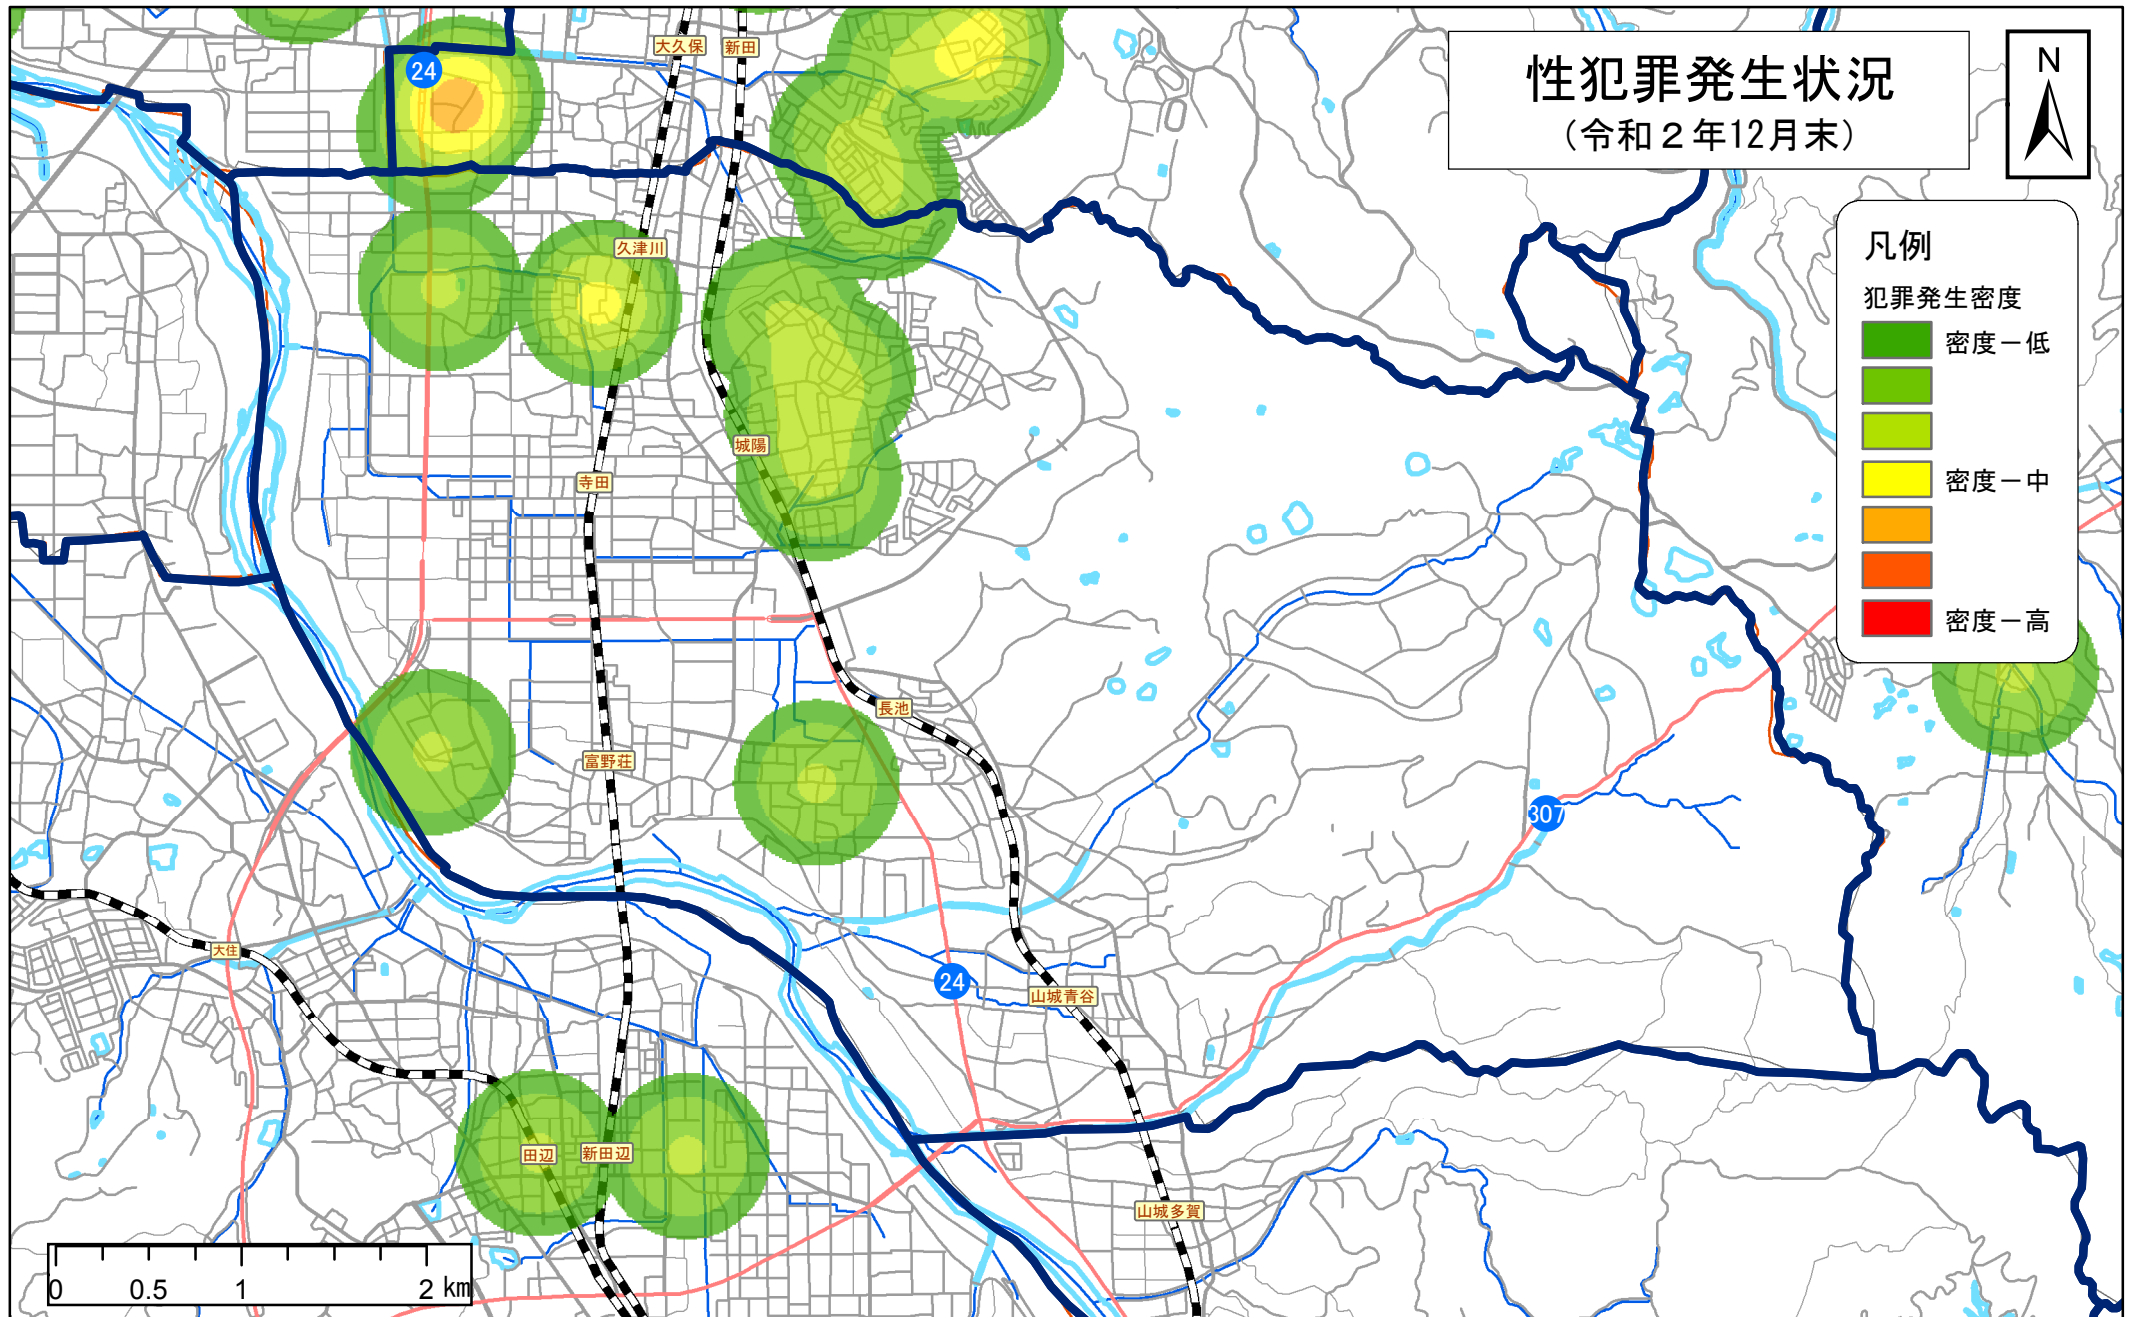 性犯罪発生状況
（令和２年12月末）
N
凡例
犯罪発生密度
密度－低
密度－中
密度－高
24
大久保
新田
久津川
城陽
寺田
長池
富野荘
307
大住
24
山城青谷
田辺
新田辺
山城多賀
0 0.5 1 2 km